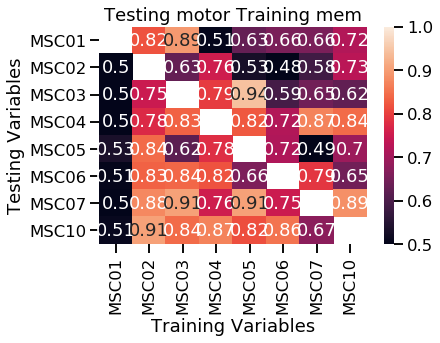 Testing motor Training mem
Testing Variables
MSC01 0.82 0.89 0.51 0.63 0.66 0.66 0.72
MSC02 0.5 0.63 0.76 0.53 0.48 0.58 0.73
MSC03 0.5 0.75 0.79 0.94 0.59 0.65 0.62
MSC04 0.5 0.78 0.83 0.82 0.72 0.87 0.84
MSC05 0.53 0.84 0.62 0.78 0.72 0.49 0.7
MSC06 0.51 0.83 0.84 0.82 0.66 0.79 0.65
MSC07 0.5 0.88 0.91 0.76 0.91 0.75 0.89
MSC10 0.51 0.91 0.84 0.87 0.82 0.86 0.67
MSC01 MSC02 MSC03 MSC04 MSC05 MSC06 MSC07 MSC10
Training Variables
1.0
0.9
0.8
0.7
0.6
0.5